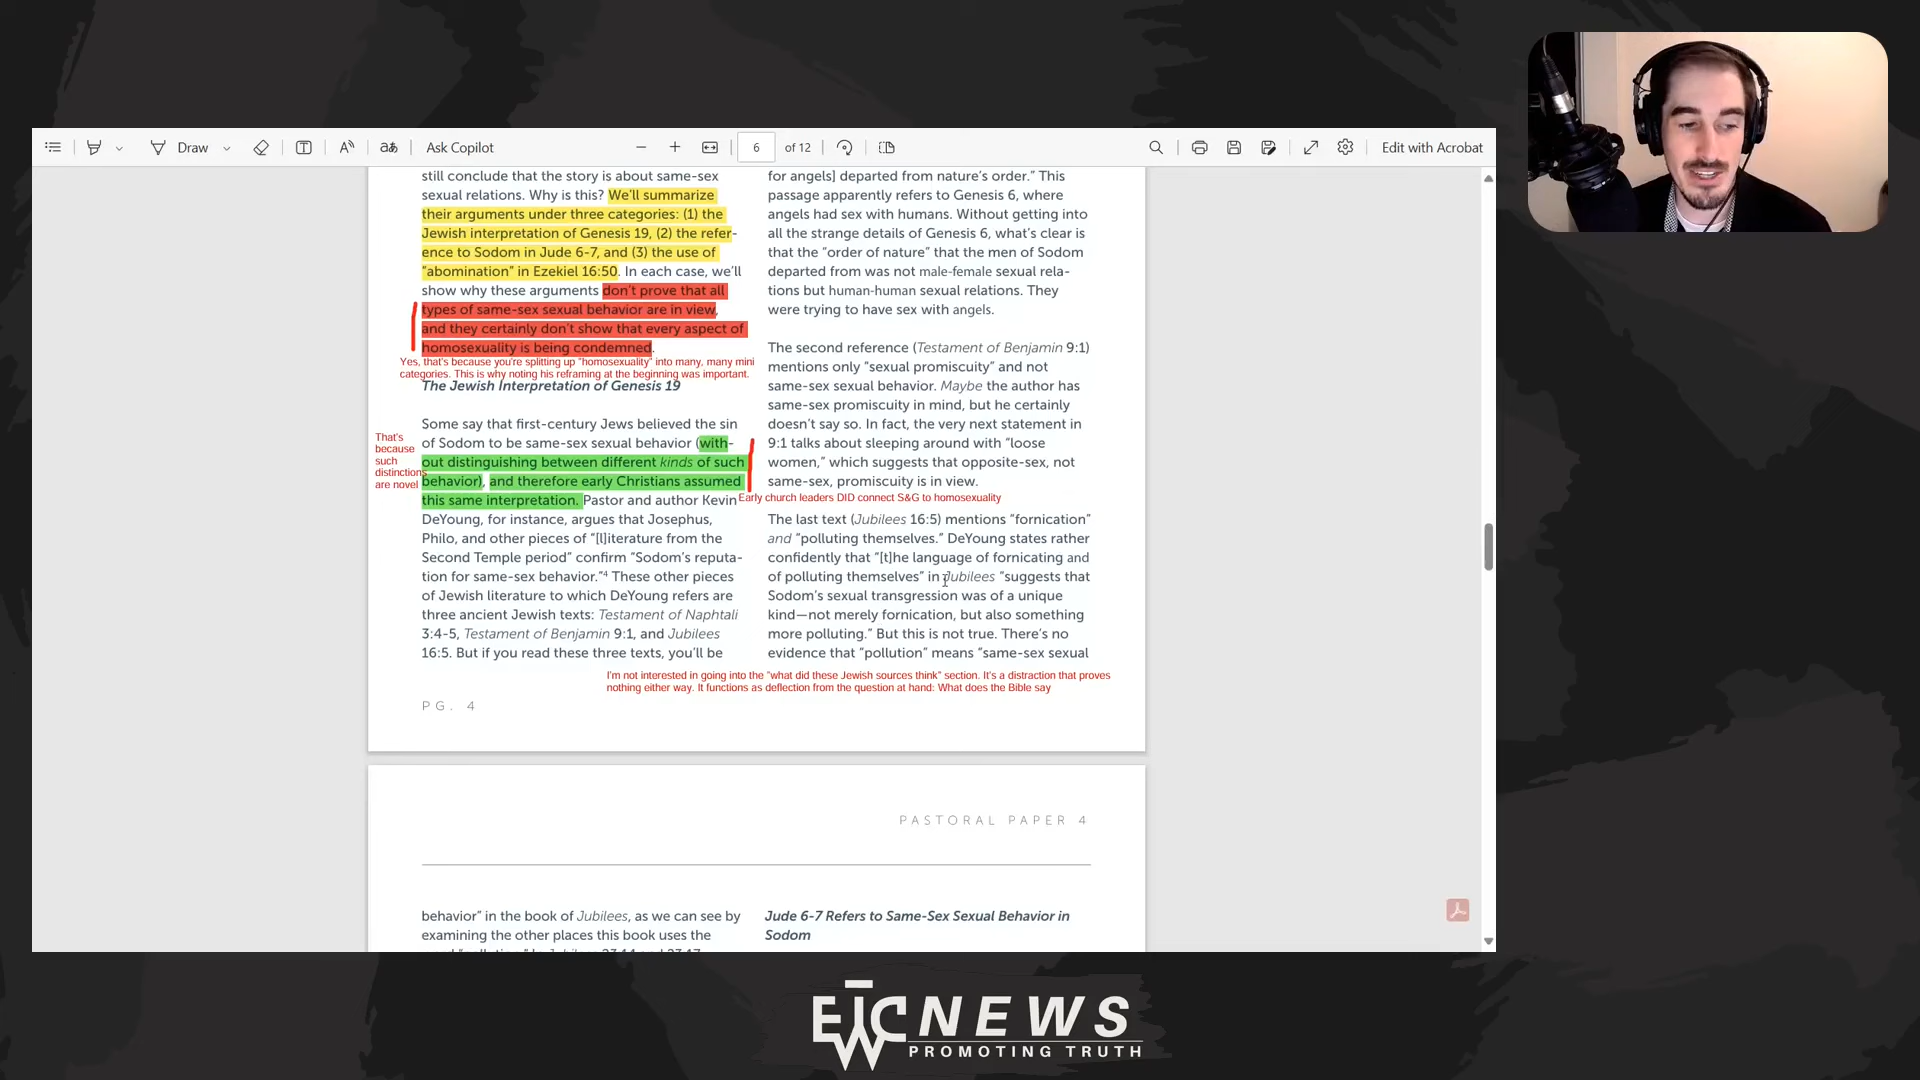 Draw
Ask Copilot
6
of 12
Edit with Acrobat
still conclude that the story is about same-sex
sexual relations. Why is this? We'll summarize
their arguments under three categories: (1) the
Jewish interpretation of Genesis 19, (2) the refer-
ence to Sodom in Jude 6-7, and (3) the use of
"abomination" in Ezekiel 16:50. In each case, we'll
show why these arguments don't prove that all
types of same-sex sexual behavior are in view,
and they certainly don't show that every aspect of
homosexuality is being condemned.
Yes, that's because you're splitting up "homosexuality" into many, many mini
categories. This is why noting his reframing at the beginning was important.
The Jewish Interpretation of Genesis 19
Some say that first-century Jews believed the sin
of Sodom to be same-sex sexual behavior (with-
out distinguishing between different kinds of such
behavior), and therefore early Christians assumed
this same interpretation. Pastor and author Kevin
DeYoung, for instance, argues that Josephus,
Philo, and other pieces of "[l]iterature from the
Second Temple period" confirm "Sodom's reputa-
tion for same-sex behavior."4 These other pieces
of Jewish literature to which DeYoung refers are
three ancient Jewish texts: Testament of Naphtali
3:4-5, Testament of Benjamin 9:1, and Jubilees
16:5. But if you read these three texts, you'll be
That's
because
such
distinctions
are novel
for angels] departed from nature's order." This
passage apparently refers to Genesis 6, where
angels had sex with humans. Without getting into
all the strange details of Genesis 6, what's clear is
that the "order of nature" that the men of Sodom
departed from was not male-female sexual rela-
tions but human-human sexual relations. They
were trying to have sex with angels.
The second reference (Testament of Benjamin 9:1)
mentions only "sexual promiscuity" and not
same-sex sexual behavior. Maybe the author has
same-sex promiscuity in mind, but he certainly
doesn't say so. In fact, the very next statement in
9:1 talks about sleeping around with "loose
women," which suggests that opposite-sex, not
same-sex, promiscuity is in view.
Early church leaders DID connect S&G to homosexuality
The last text (Jubilees 16:5) mentions "fornication"
and "polluting themselves." DeYoung states rather
confidently that "[t]he language of fornicating and
of polluting themselves" in Jubilees "suggests that
Sodom's sexual transgression was of a unique
kind—not merely fornication, but also something
more polluting." But this is not true. There's no
evidence that "pollution" means "same-sex sexual
I'm not interested in going into the "what did these Jewish sources think" section. It's a distraction that proves
nothing either way. It functions as deflection from the question at hand: What does the Bible say
PG. 4
PASTORAL PAPER 4
behavior" in the book of Jubilees, as we can see by
examining the other places this book uses the
Jude 6-7 Refers to Same-Sex Sexual Behavior in
Sodom
EWTC NEWS
PROMOTING TRUTH